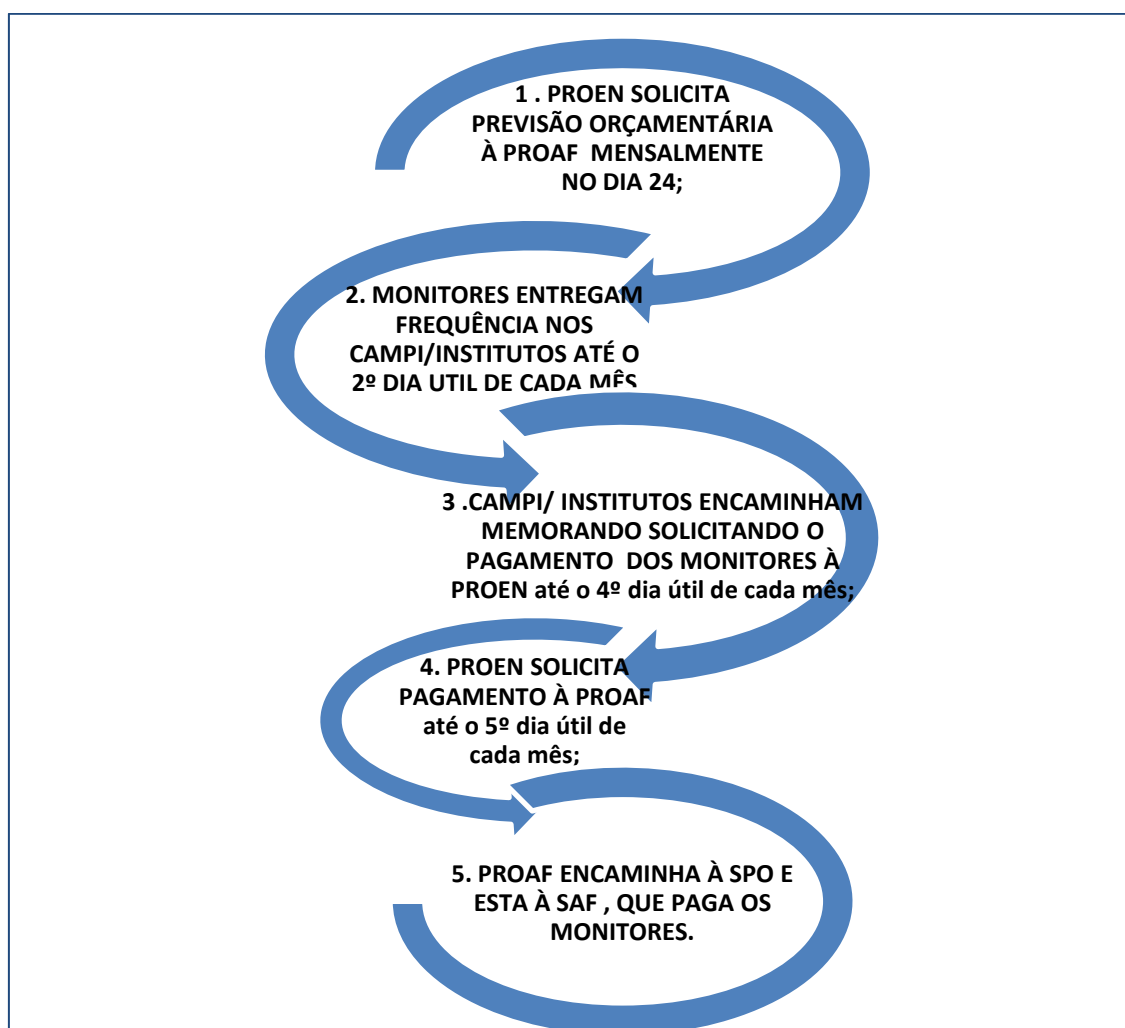 1 . PROEN SOLICITA
PREVISÃO ORÇAMENTÁRIA
À PROAF MENSALMENTE
NO DIA 24;
2. MONITORES ENTREGAM
FREQUÊNCIA NOS
CAMPI/INSTITUTOS ATÉ O
2º DIA UTIL DE CADA MÊS
3 .CAMPI/ INSTITUTOS ENCAMINHAM
MEMORANDO SOLICITANDO O
PAGAMENTO DOS MONITORES À
PROEN até o 4º dia útil de cada mês;
4. PROEN SOLICITA
PAGAMENTO À PROAF
até o 5º dia útil de
cada mês;
5. PROAF ENCAMINHA À SPO E
ESTA À SAF , QUE PAGA OS
MONITORES.